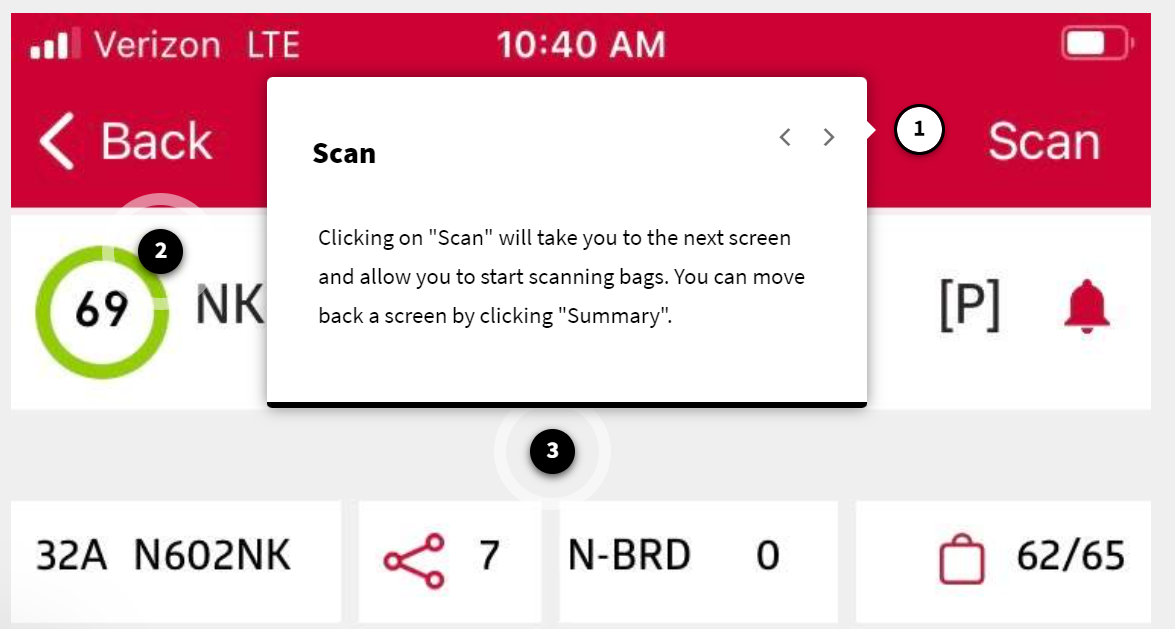 Verizon LTE 10:40 AM
Back Scan
1
Scan
Clicking on "Scan" will take you to the next screen
and allow you to start scanning bags. You can move
back a screen by clicking "Summary".
2
69 NK [P]
3
32A N602NK 7 N-BRD 0 62/65